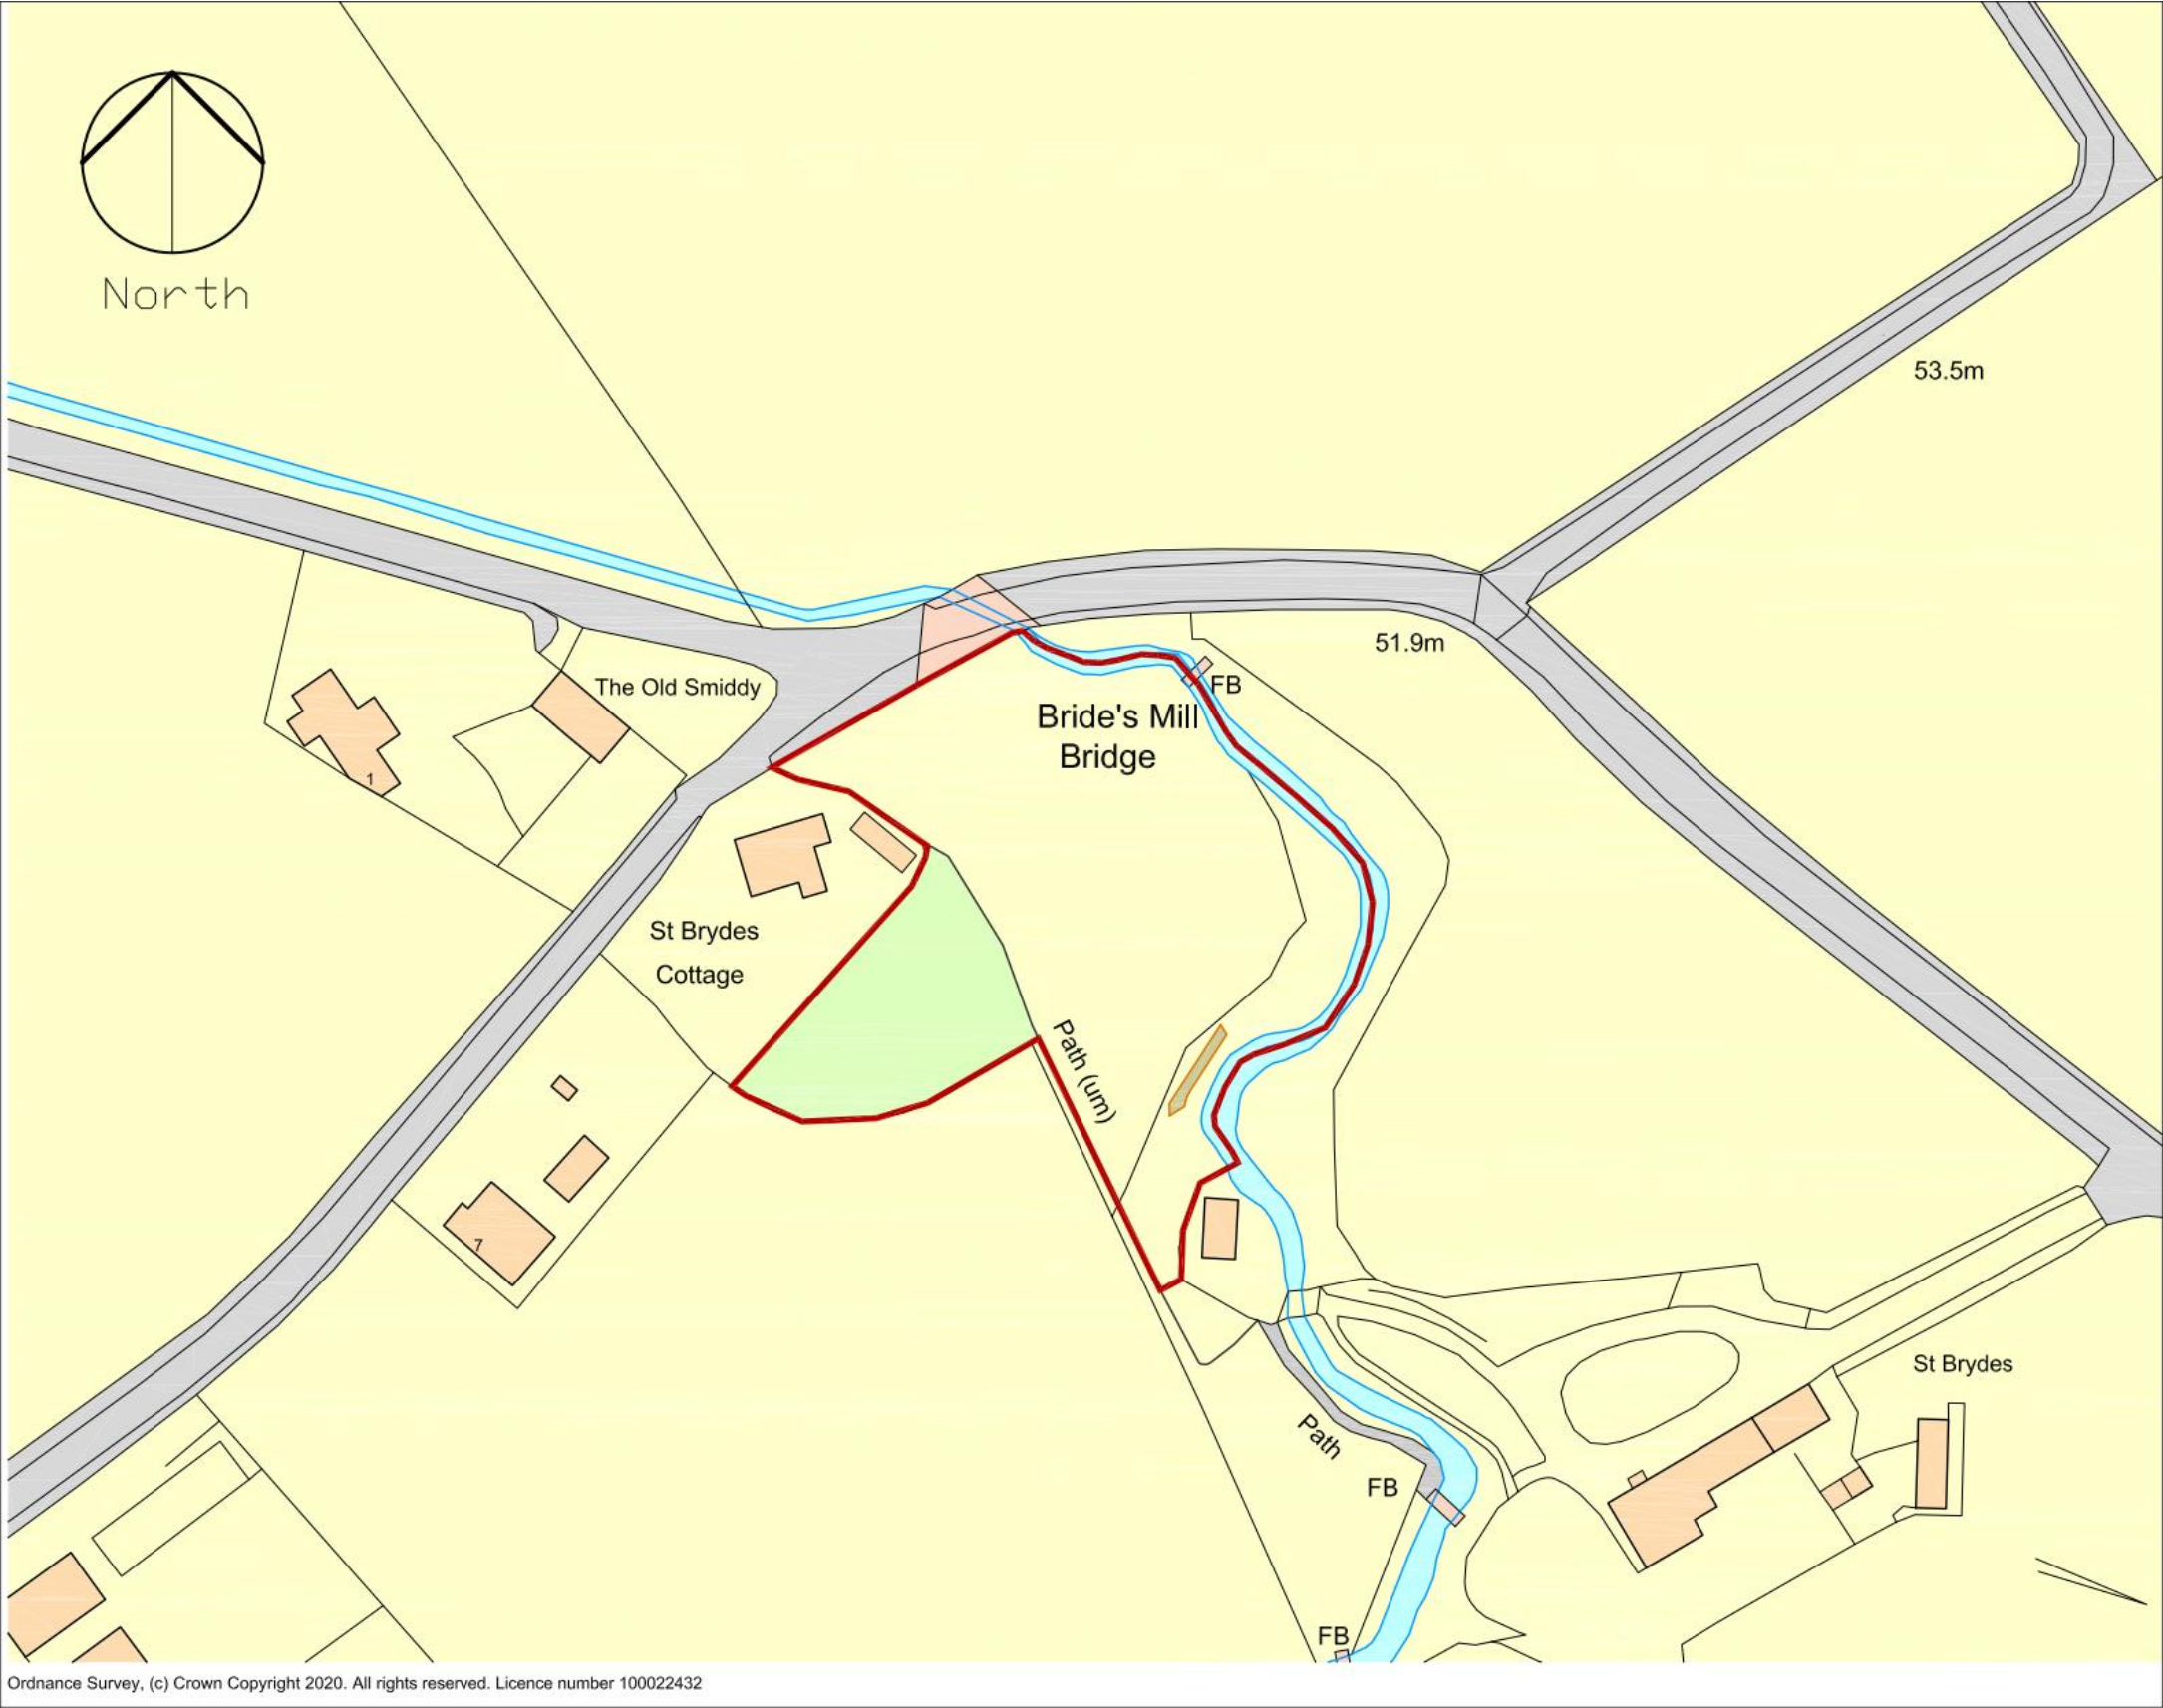 North
53.5m
51.9m
The Old Smiddy
FB
Bride's Mill
Bridge
1
St Brydes
Cottage
Path (um)
7
St Brydes
Path
FB
FB
Ordnance Survey, (c) Crown Copyright 2020. All rights reserved. Licence number 100022432